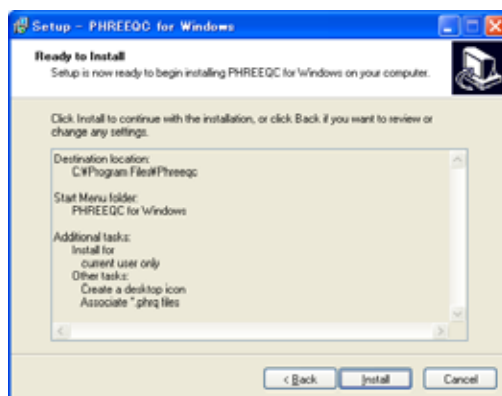 Setup - PHREEQC for Windows
Ready to Install
Setup is now ready to begin installing PHREEQC for Windows on your computer.
Click Install to continue with the installation, or click Back if you want to review or
change any settings.
Destination location:
C:¥Program Files¥Phreeqc
Start Menu folder:
PHREEQC for Windows
Additional tasks:
Install for
current user only
Other tasks:
Create a desktop icon
Associate *.phrq files
< Back
Install
Cancel